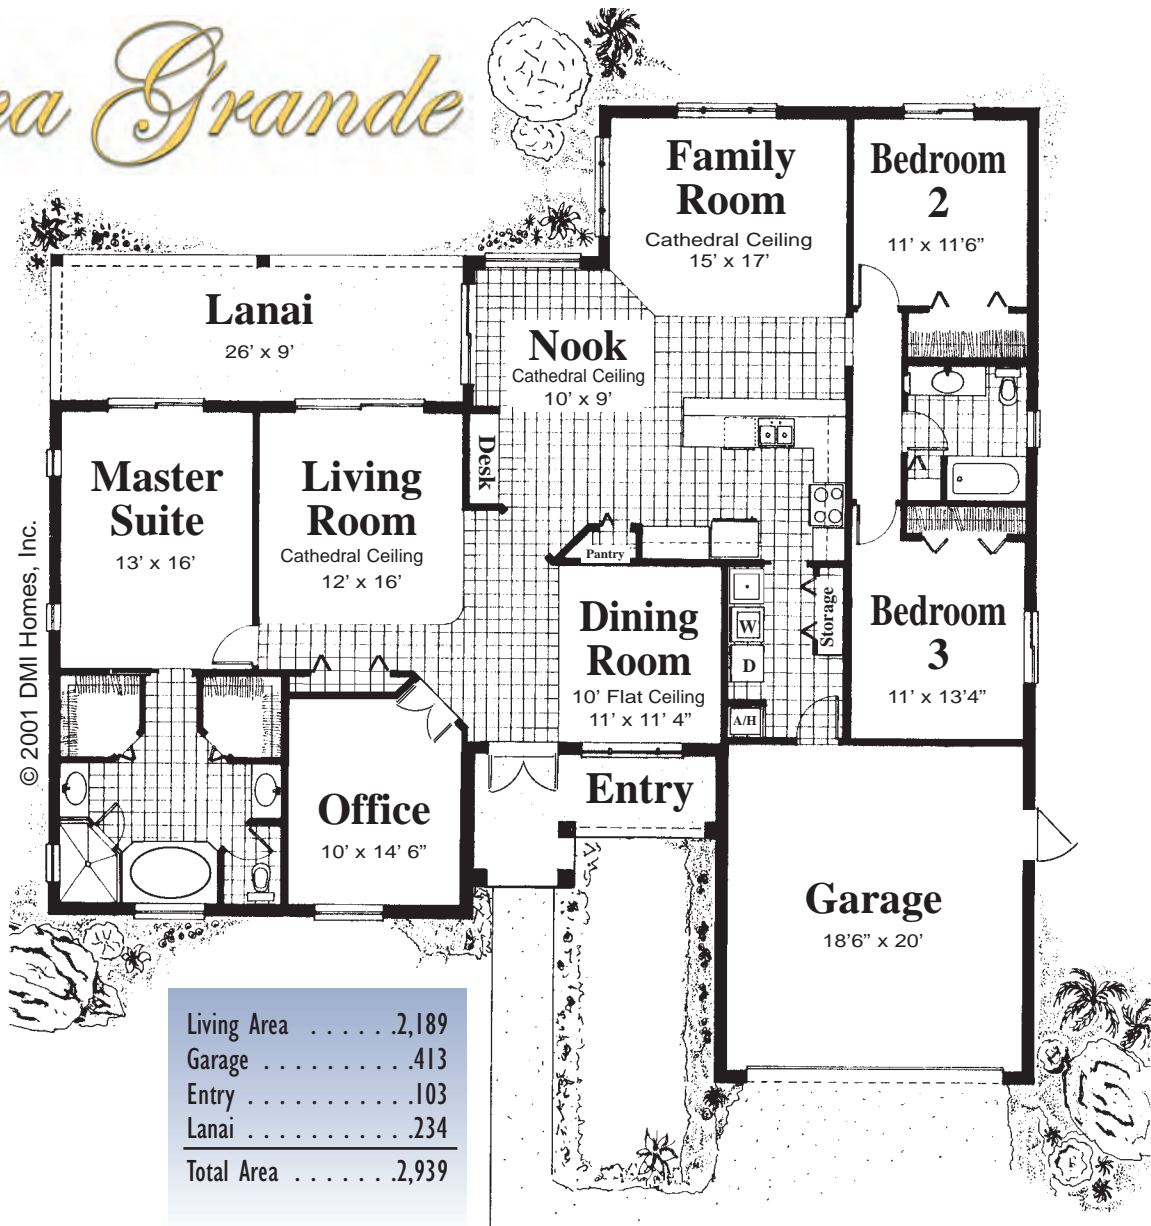 Grande
Family
Room
Cathedral Ceiling
15' x 17'
Bedroom
2
11' x 11'6"
Lanai
26' x 9'
Nook
Cathedral Ceiling
10' x 9'
Desk
Master
Suite
13' x 16'
Living
Room
Cathedral Ceiling
12' x 16'
Pantry
Dining
Room
10' Flat Ceiling
11' x 11' 4"
W
D
A/H
Storage
Bedroom
3
11' x 13'4"
Office
10' x 14' 6"
Entry
Garage
18'6" x 20'
© 2001 DMI Homes, Inc.
Living Area . . . . . . .2,189
Garage . . . . . . . . . .413
Entry . . . . . . . . . . .103
Lanai . . . . . . . . . . .234
Total Area . . . . . . .2,939